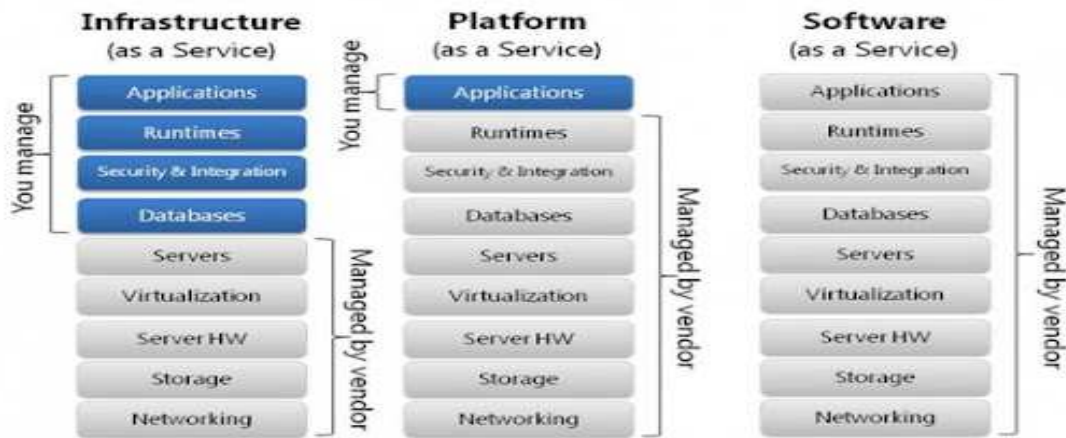 Infrastructure
(as a Service)
You manage
Applications
Runtimes
Security & Integration
Databases
Servers
Virtualization
Server HW
Storage
Networking
Managed by vendor
Platform
(as a Service)
You manage
Applications
Runtimes
Security & Integration
Databases
Servers
Virtualization
Server HW
Storage
Networking
Managed by vendor
Software
(as a Service)
Applications
Runtimes
Security & Integration
Databases
Servers
Virtualization
Server HW
Storage
Networking
Managed by vendor